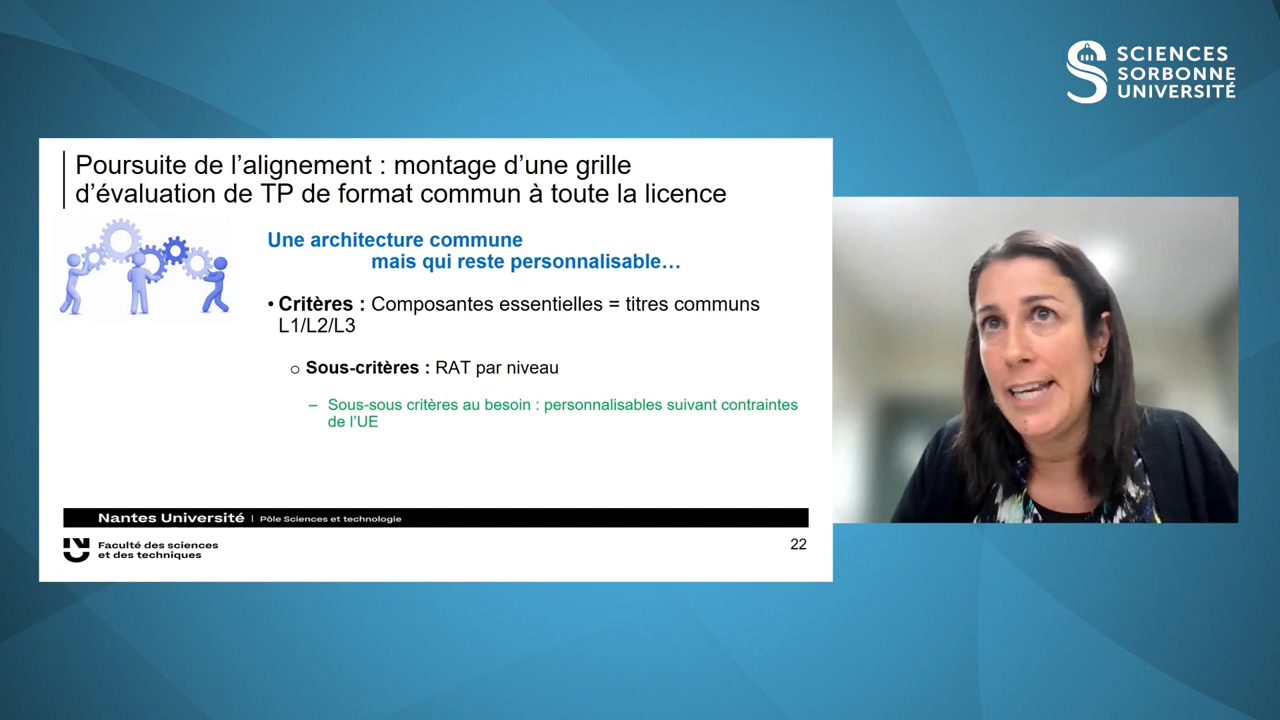 SCIENCES
SORBONNE
UNIVERSITÉ
Poursuite de l’alignement : montage d’une grille
d’évaluation de TP de format commun à toute la licence
Une architecture commune
mais qui reste personnalisable…
• Critères : Composantes essentielles = titres communs
L1/L2/L3
o Sous-critères : RAT par niveau
– Sous-sous critères au besoin : personnalisables suivant contraintes
de l’UE
Nantes Université | Pôle Sciences et technologie
Faculté des sciences
et des techniques
22